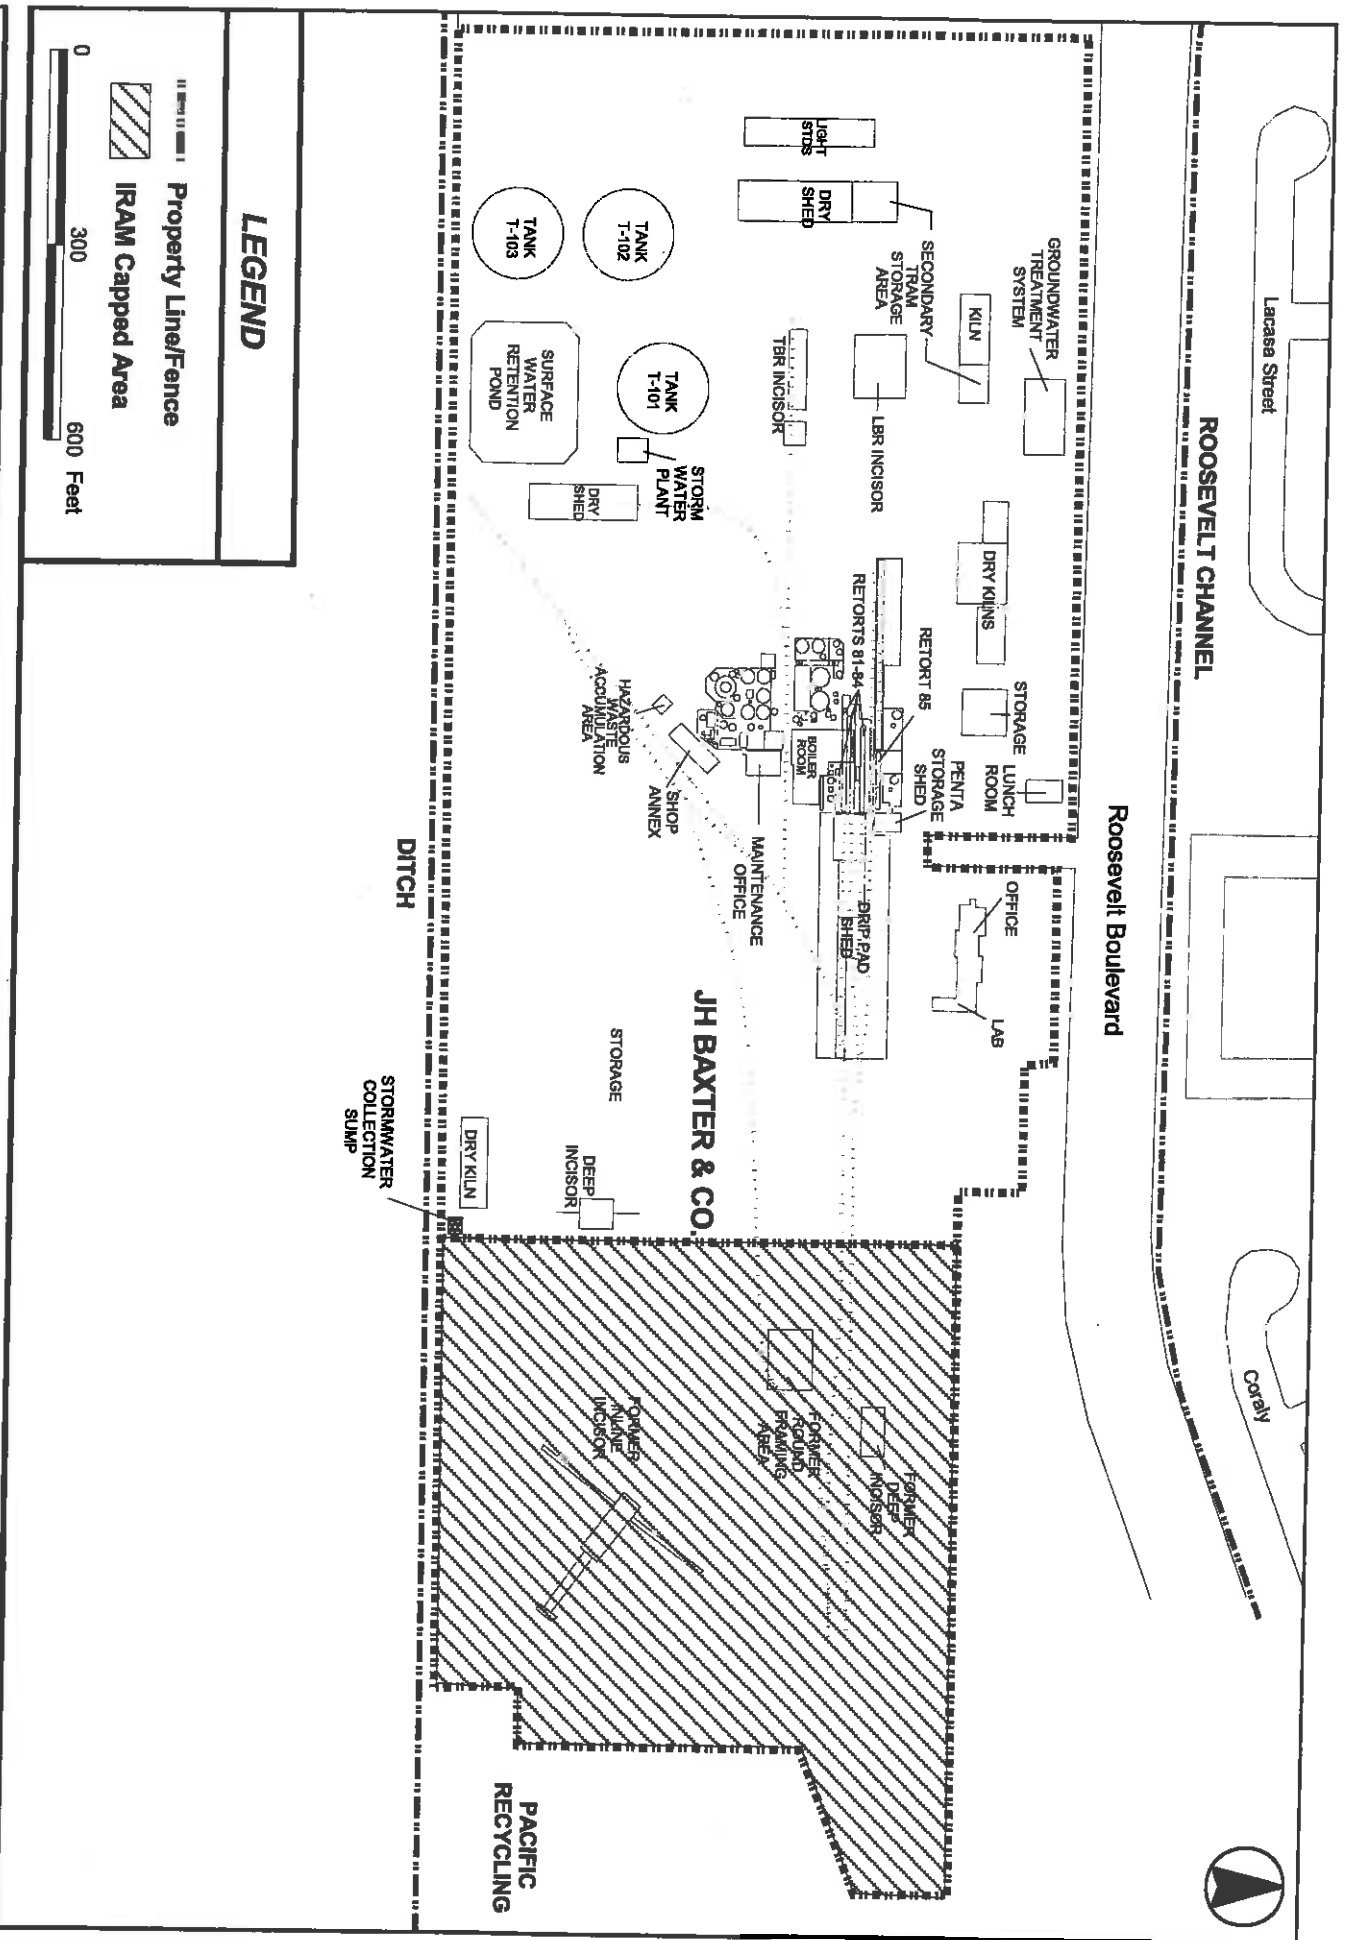 Lacasa Street
ROOSEVELT CHANNEL
Roosevelt Boulevard
Coraly
GROUNDWATER
TREATMENT
SYSTEM
KILN
SECONDARY
TRAM
STORAGE
AREA
LIGHT
STDS
DRY
SHED
TANK
T-102
TANK
T-103
TANK
T-101
LBR INCISOR
TBR INCISOR
SURFACE
WATER
RETENTION
POND
STORM
WATER
PLANT
DRY
SHED
DRY KILNS
STORAGE
LUNCH
ROOM
RETORT 85
RETORTS 81-84
PENTA
STORAGE
SHED
BOILER
ROOM
HAZARDOUS
WASTE
ACCUMULATION
AREA
SHOP
ANNEX
MAINTENANCE
OFFICE
DRIP PAD
SHED
OFFICE
LAB
JH BAXTER & CO.
STORAGE
DEEP
INCISOR
DRY KILN
STORMWATER
COLLECTION
SUMP
DITCH
FORMER
DEEP
INCISOR
FORMER
ROUND
FRAMING
AREA
FORMER
INLINE
INCISOR
PACIFIC
RECYCLING
LEGEND
Property Line/Fence
IRAM Capped Area
0 300 600 Feet